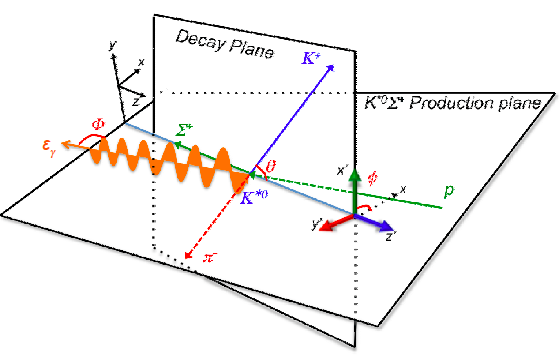 Decay Plane
K⁺
K*⁰Σ⁺ Production plane
y
x
z
Φ
ε_γ
Σ⁺
θ
K*⁰
π⁻
x′
ϕ
x
p
y′
z′